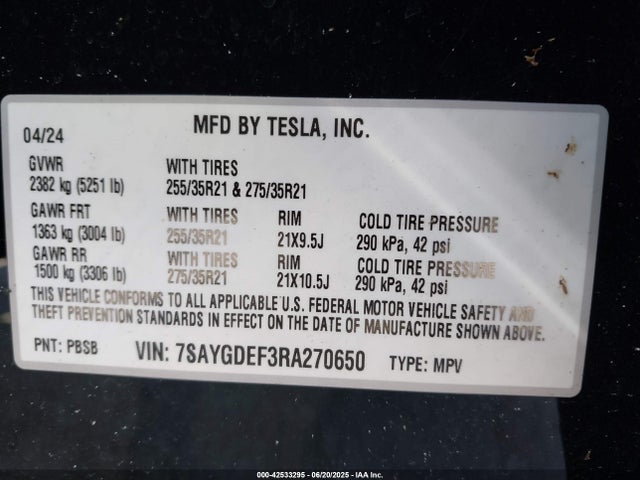 MFD BY TESLA, INC.
04/24
GVWR WITH TIRES
2382 kg (5251 lb) 255/35R21 & 275/35R21
GAWR FRT WITH TIRES RIM COLD TIRE PRESSURE
1363 kg (3004 lb) 255/35R21 21X9.5J 290 kPa, 42 psi
GAWR RR WITH TIRES RIM COLD TIRE PRESSURE
1500 kg (3306 lb) 275/35R21 21X10.5J 290 kPa, 42 psi
THIS VEHICLE CONFORMS TO ALL APPLICABLE U.S. FEDERAL MOTOR VEHICLE SAFETY AND
THEFT PREVENTION STANDARDS IN EFFECT ON THE DATE OF MANUFACTURE SHOWN ABOVE.
PNT: PBSB VIN: 7SAYGDEF3RA270650 TYPE: MPV
000-42533295 - 06/20/2025 - IAA Inc.